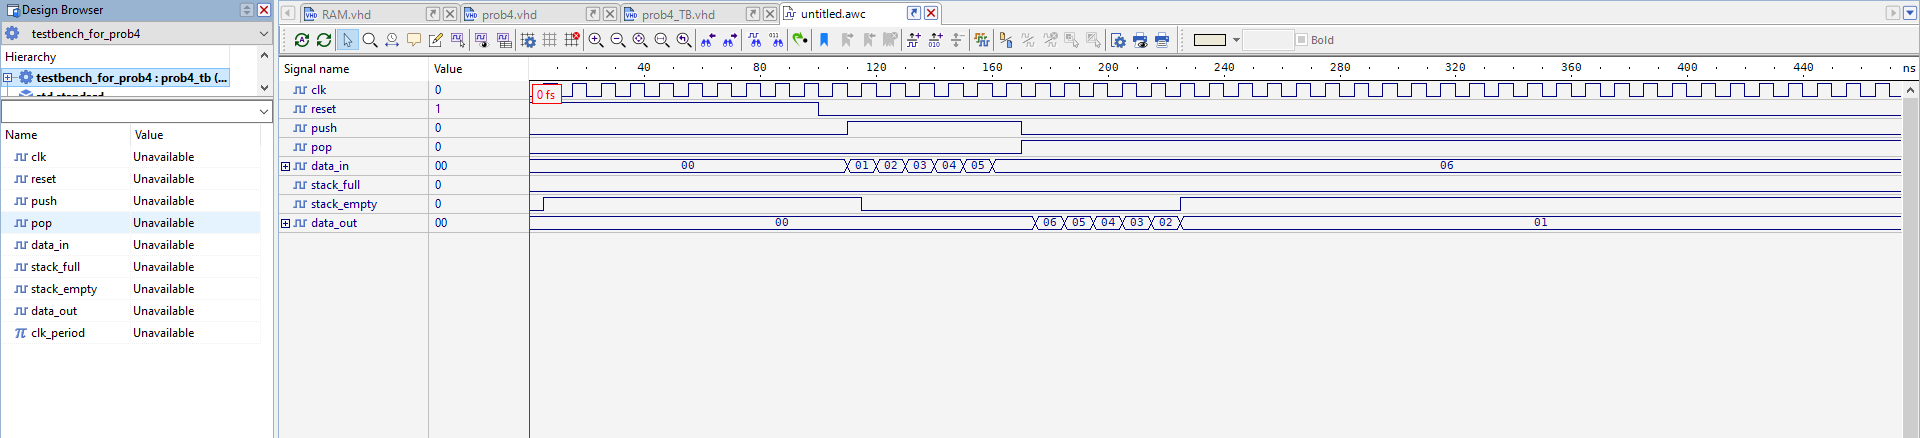 Design Browser
testbench_for_prob4
Hierarchy
testbench_for_prob4 : prob4_tb (...
Name Value
clk Unavailable
reset Unavailable
push Unavailable
pop Unavailable
data_in Unavailable
stack_full Unavailable
stack_empty Unavailable
data_out Unavailable
clk_period Unavailable
RAM.vhd prob4.vhd prob4_TB.vhd untitled.awc
Bold
Signal name Value 40 80 120 160 200 240 280 320 360 400 440 ns
clk 0 0 fs
reset 1
push 0
pop 0
data_in 00 00 01 02 03 04 05 06
stack_full 0
stack_empty 0
data_out 00 00 06 05 04 03 02 01